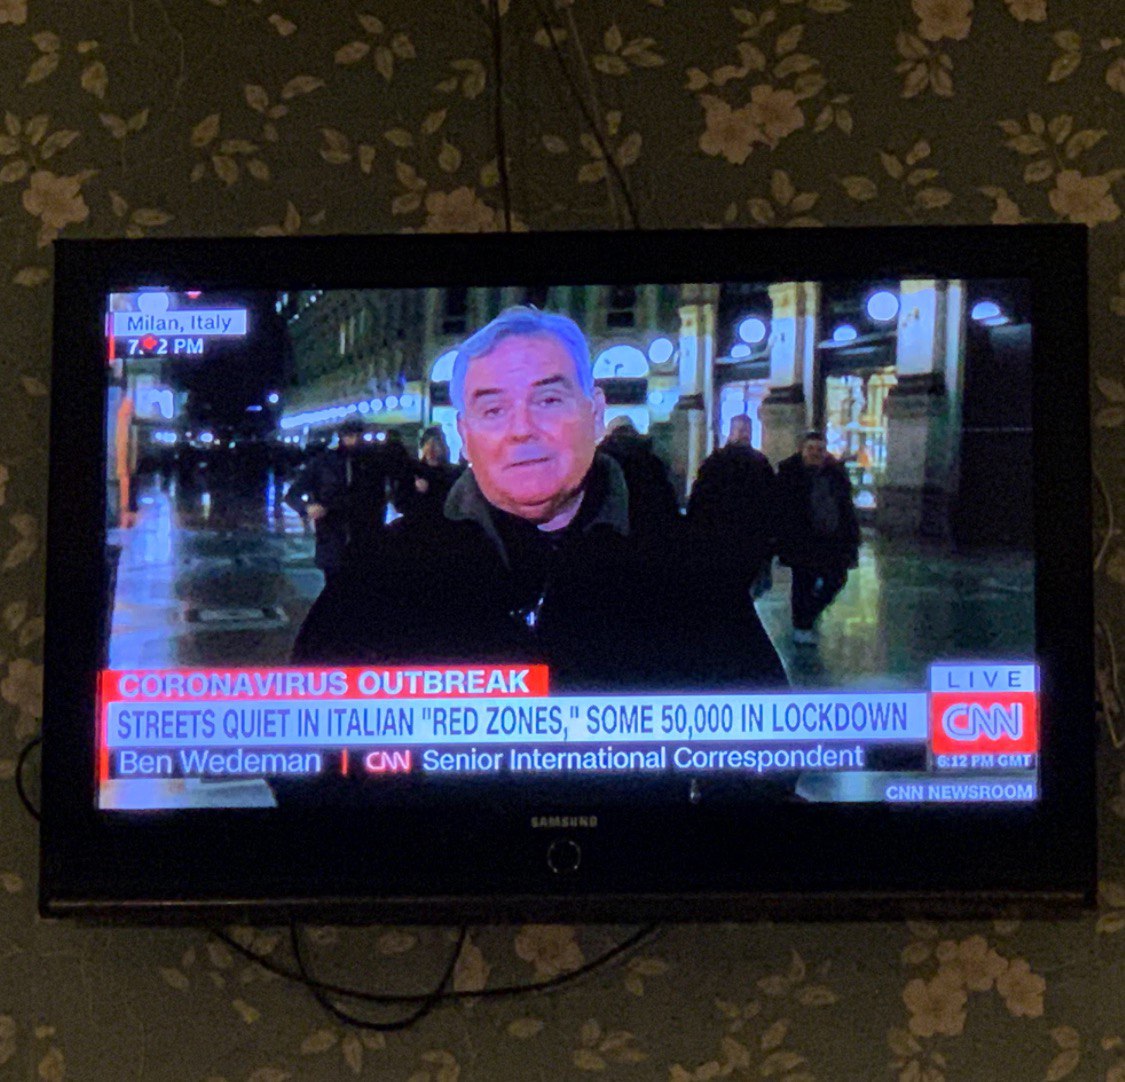 Milan, Italy
PM
CORONAVIRUS OUTBREAK
LIVE
STREETS QUIET IN ITALIAN "RED ZONES," SOME 50,000 IN LOCKDOWN
CNN
Ben Wedeman | CNN Senior International Correspondent
6:12 PM GMT
CNN NEWSROOM
SAMSUNG